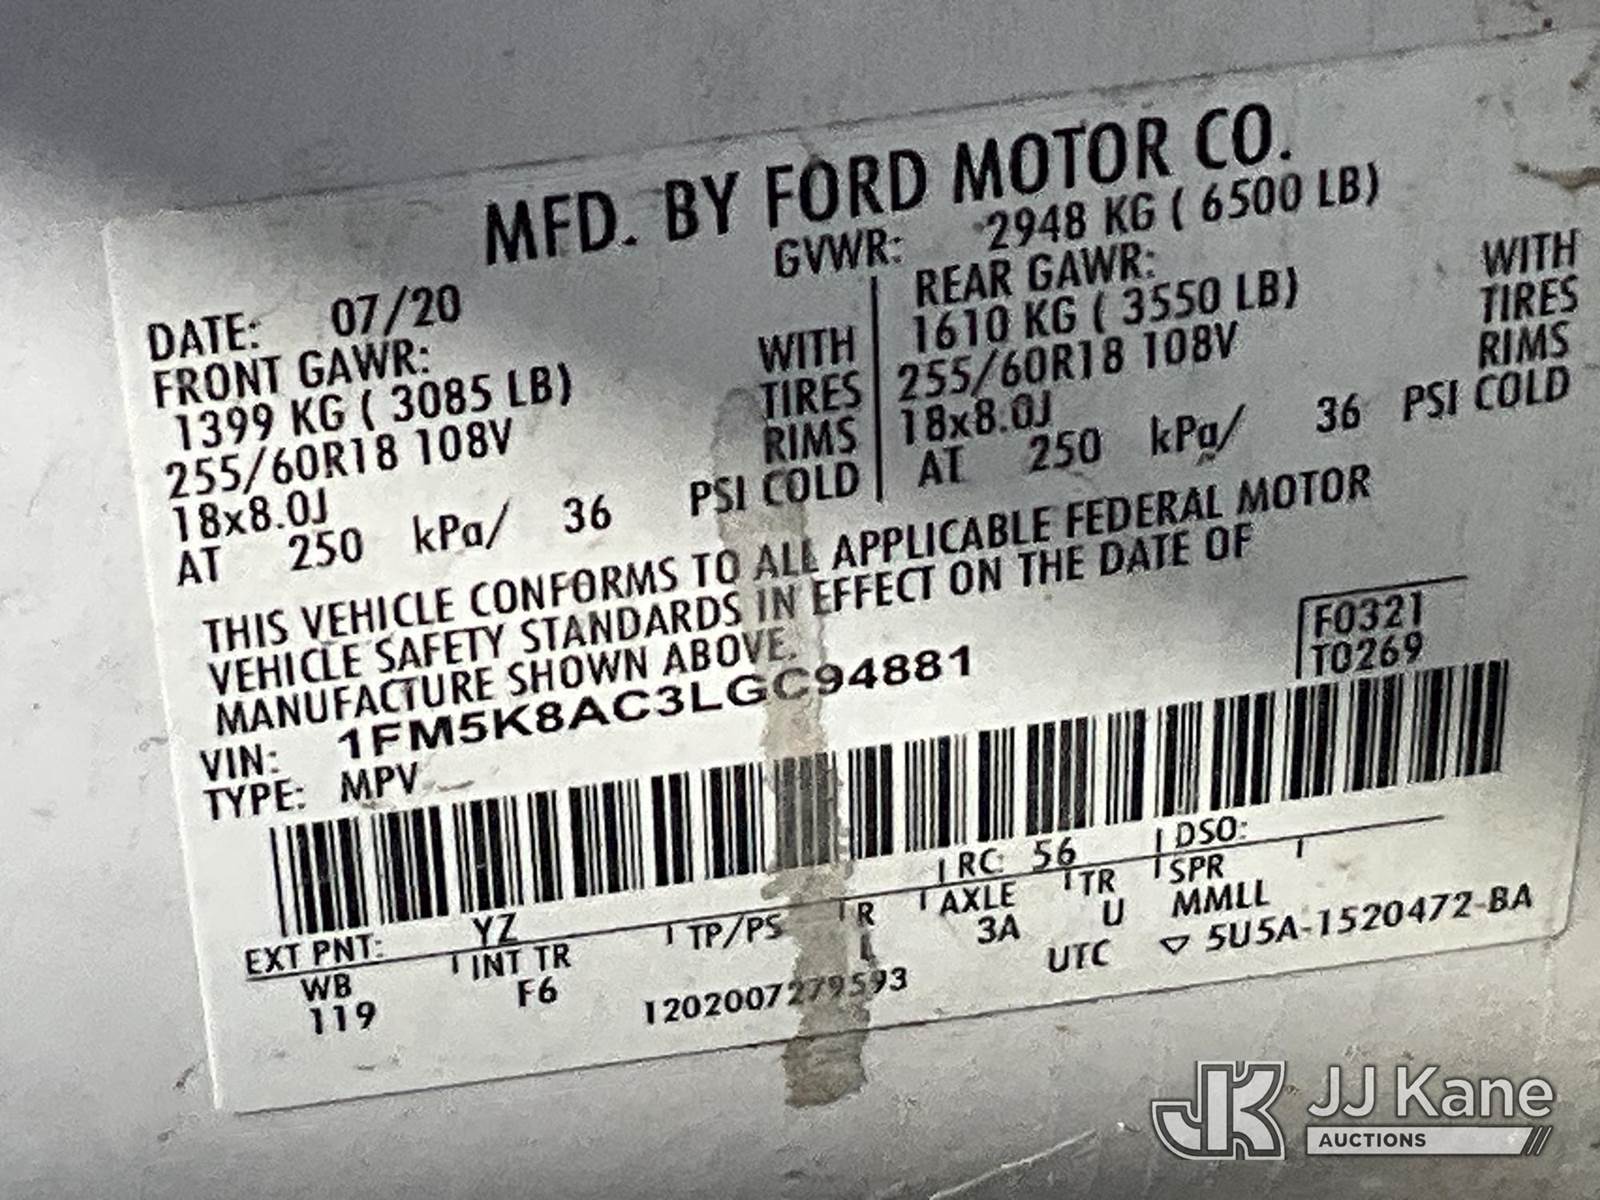 MFD. BY FORD MOTOR CO.
DATE: 07/20 GVWR: 2948 KG ( 6500 LB)
FRONT GAWR: REAR GAWR:
1399 KG ( 3085 LB) WITH 1610 KG ( 3550 LB) WITH
255/60R18 108V TIRES 255/60R18 108V TIRES
18x8.0J RIMS 18x8.0J RIMS
AT 250 kPa/ 36 PSI COLD AT 250 kPa/ 36 PSI COLD
THIS VEHICLE CONFORMS TO ALL APPLICABLE FEDERAL MOTOR
VEHICLE SAFETY STANDARDS IN EFFECT ON THE DATE OF
MANUFACTURE SHOWN ABOVE.
VIN: 1FM5K8AC3LGC94881
TYPE: MPV
F0321
T0269
EXT PNT: YZ RC: 56 DSO:
WB INT TR TP/PS R AXLE TR SPR
119 F6 L 3A U MMLL
1202007279593 UTC ▽ 5U5A-1520472-BA
JK JJ Kane
AUCTIONS